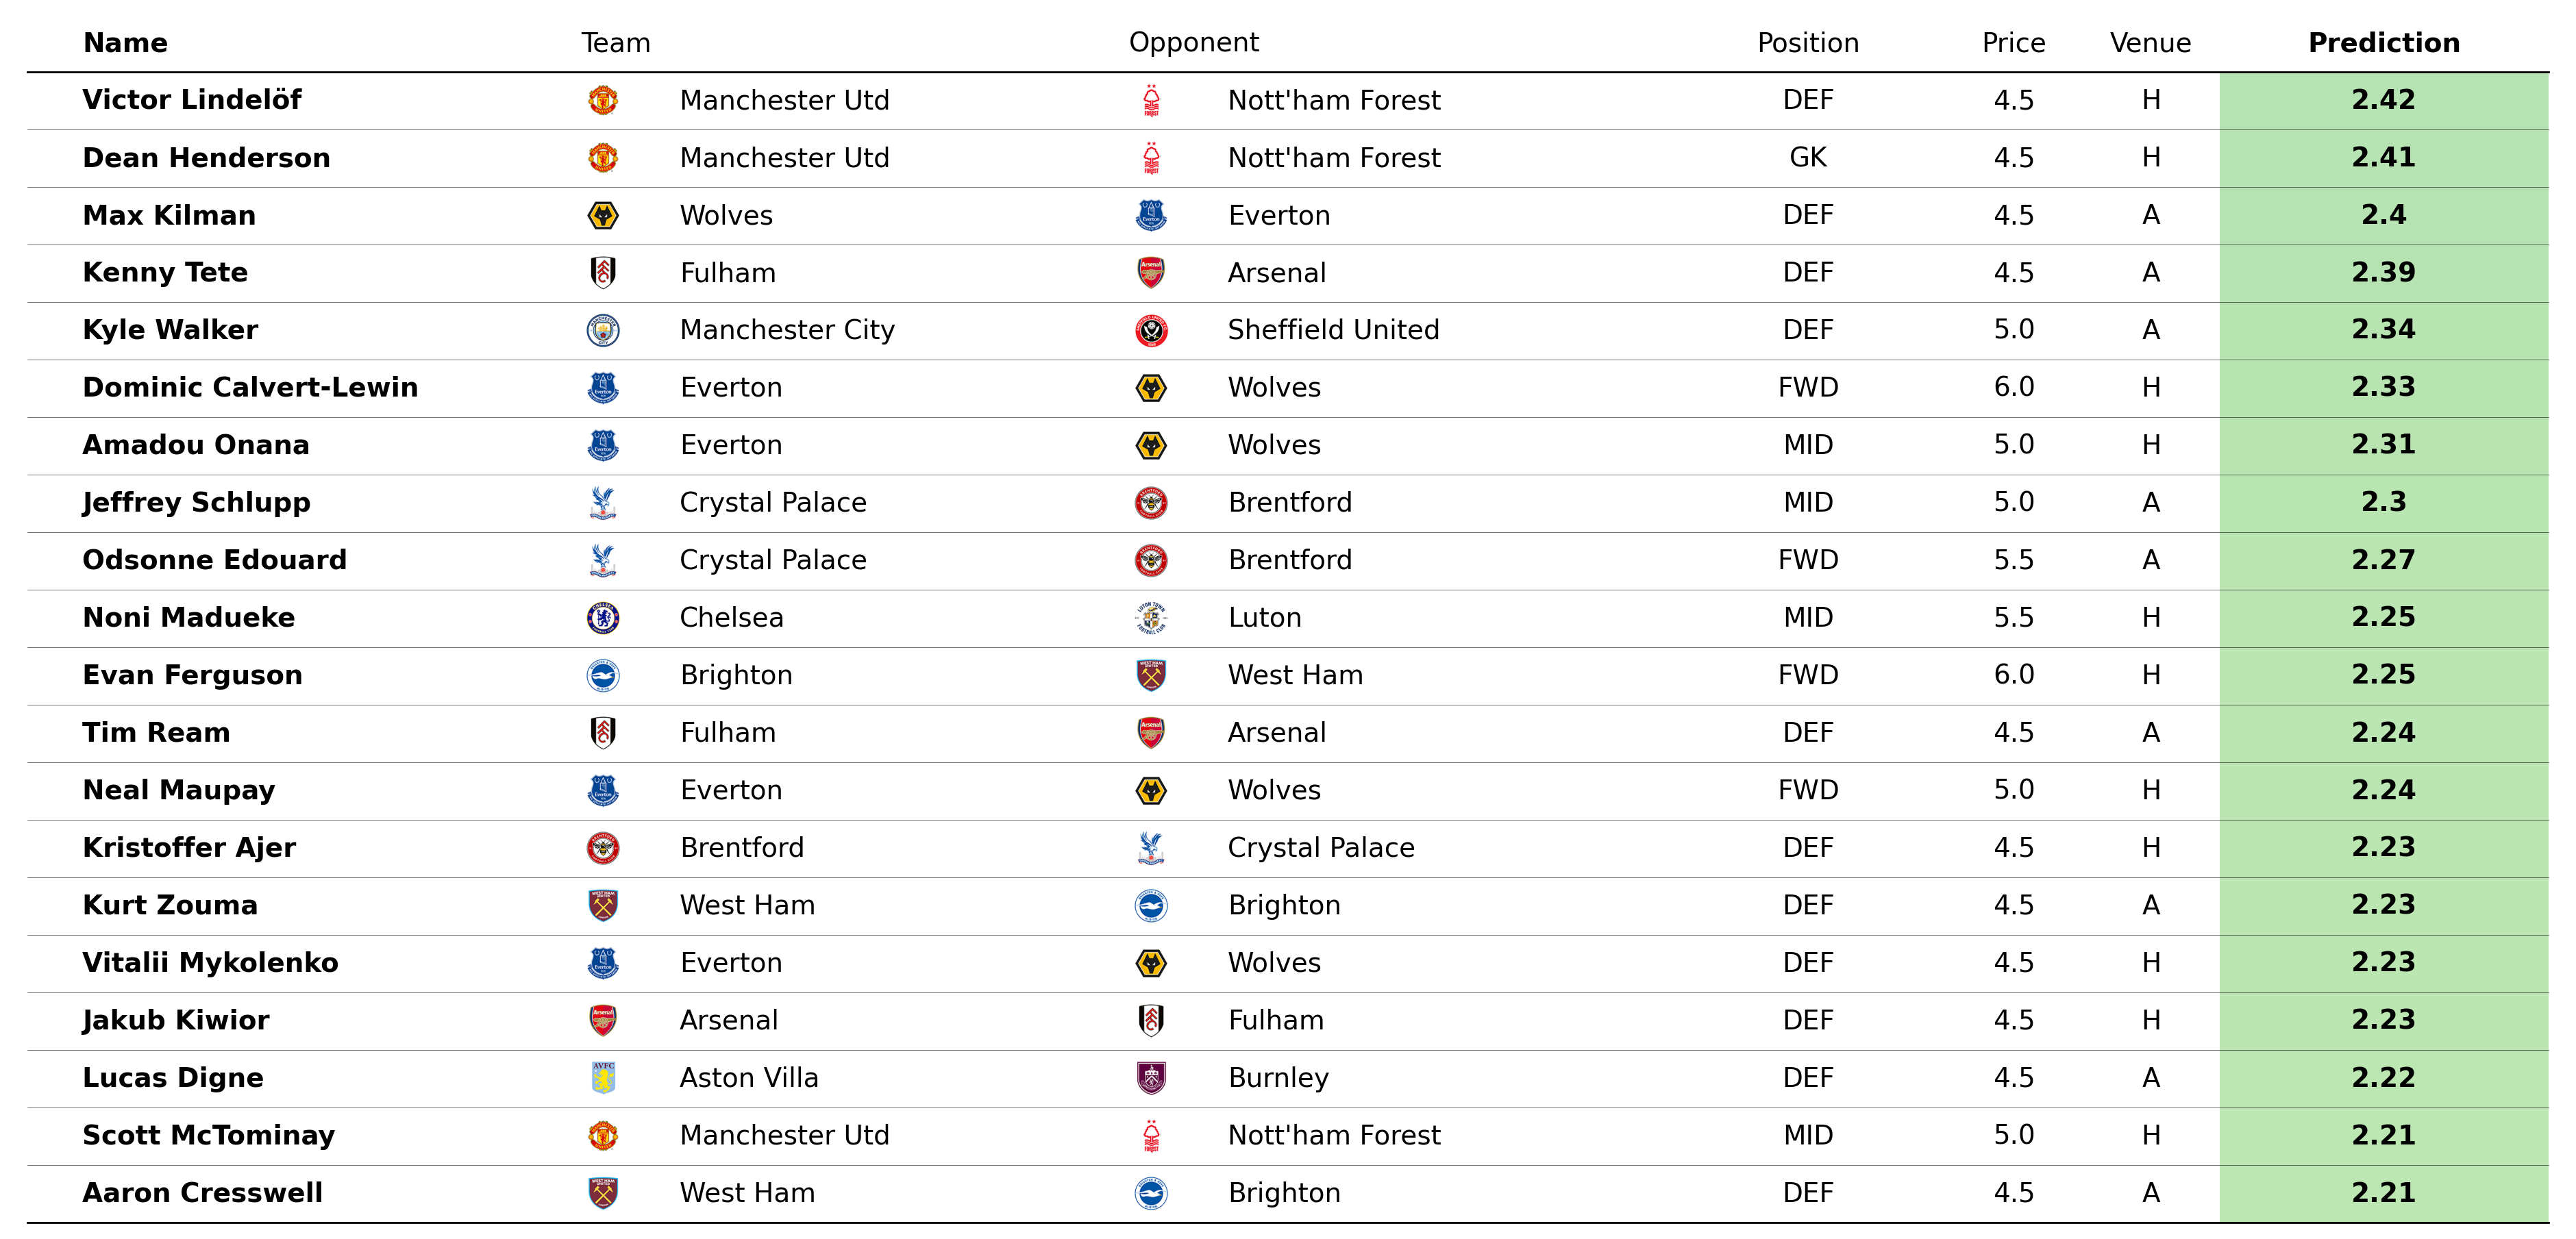 Name Team Opponent Position Price Venue Prediction
Victor Lindelöf Manchester Utd Nott'ham Forest DEF 4.5 H 2.42
Dean Henderson Manchester Utd Nott'ham Forest GK 4.5 H 2.41
Max Kilman Wolves Everton DEF 4.5 A 2.4
Kenny Tete Fulham Arsenal DEF 4.5 A 2.39
Kyle Walker Manchester City Sheffield United DEF 5.0 A 2.34
Dominic Calvert-Lewin Everton Wolves FWD 6.0 H 2.33
Amadou Onana Everton Wolves MID 5.0 H 2.31
Jeffrey Schlupp Crystal Palace Brentford MID 5.0 A 2.3
Odsonne Edouard Crystal Palace Brentford FWD 5.5 A 2.27
Noni Madueke Chelsea Luton MID 5.5 H 2.25
Evan Ferguson Brighton West Ham FWD 6.0 H 2.25
Tim Ream Fulham Arsenal DEF 4.5 A 2.24
Neal Maupay Everton Wolves FWD 5.0 H 2.24
Kristoffer Ajer Brentford Crystal Palace DEF 4.5 H 2.23
Kurt Zouma West Ham Brighton DEF 4.5 A 2.23
Vitalii Mykolenko Everton Wolves DEF 4.5 H 2.23
Jakub Kiwior Arsenal Fulham DEF 4.5 H 2.23
Lucas Digne Aston Villa Burnley DEF 4.5 A 2.22
Scott McTominay Manchester Utd Nott'ham Forest MID 5.0 H 2.21
Aaron Cresswell West Ham Brighton DEF 4.5 A 2.21